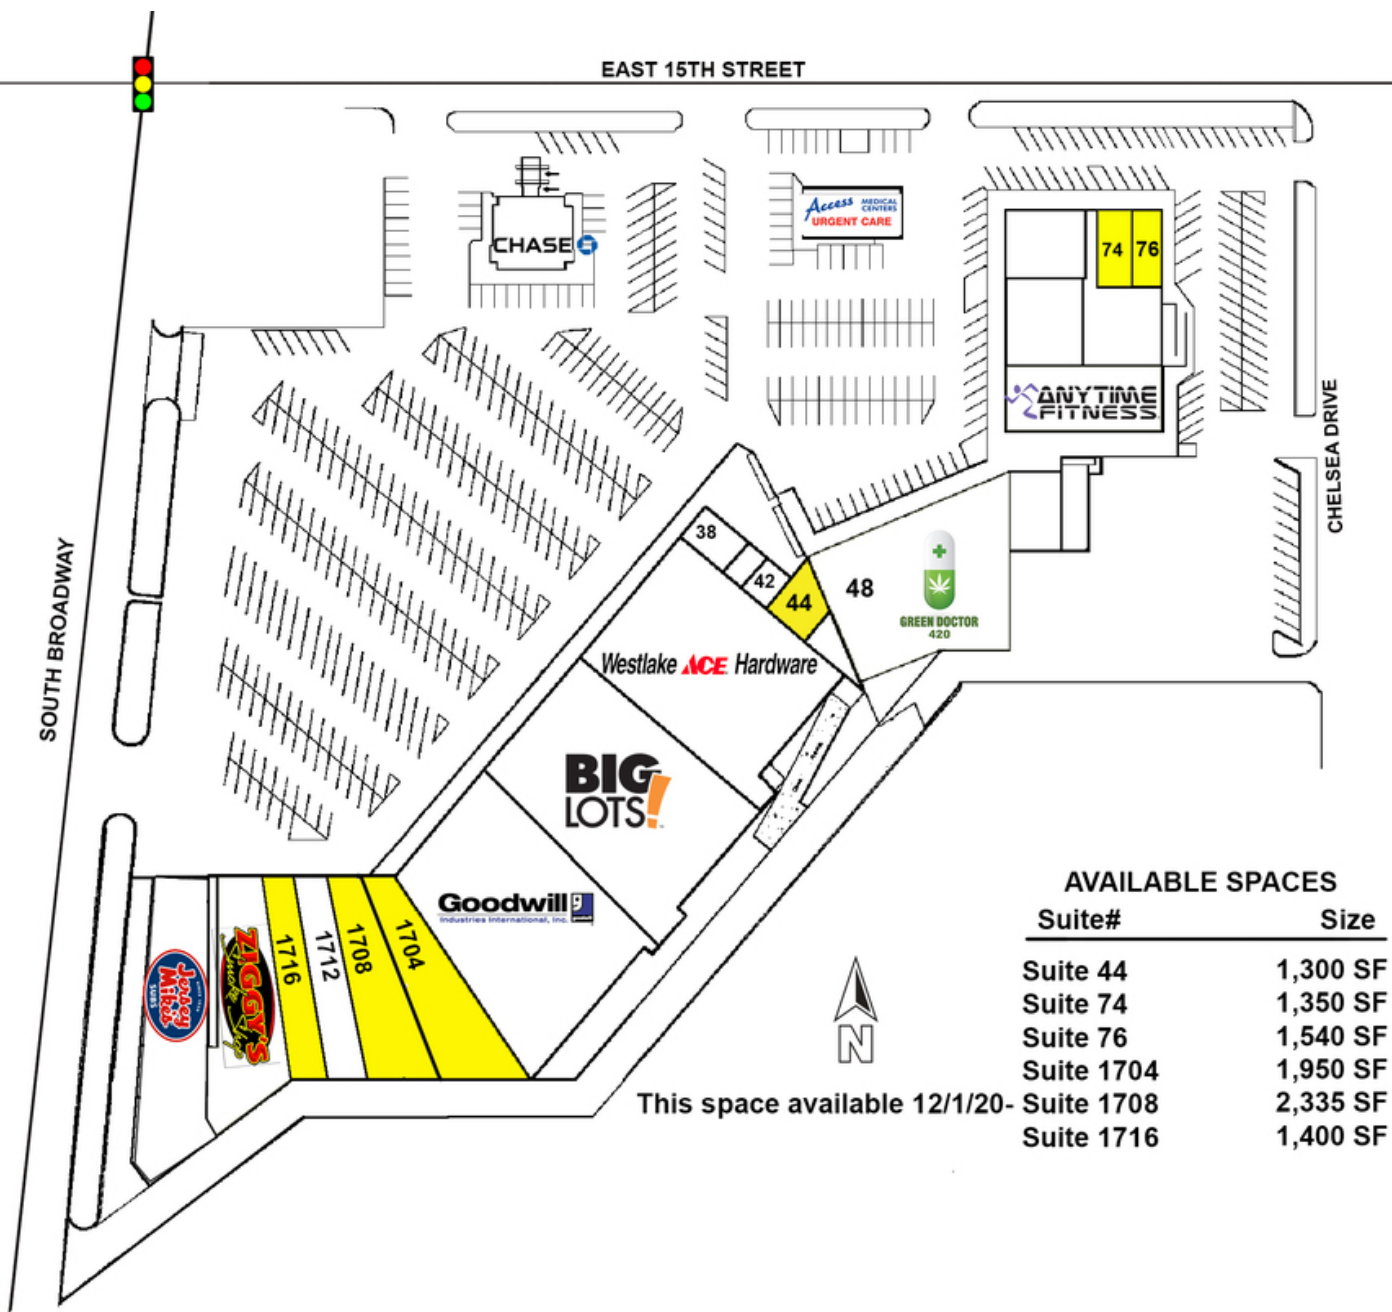 EAST 15TH STREET
CHASE
Access MEDICAL
CENTERS
URGENT CARE
74 76
ANYTIME
FITNESS
CHELSEA DRIVE
SOUTH BROADWAY
38
42
44
48
GREEN DOCTOR
420
Westlake ACE Hardware
BIG
LOTS!
Goodwill
Industries International, Inc.
Jersey
Mike's
SUBS
ZIGGY'S
Smoke Shop
1716
1712
1708
1704
N
AVAILABLE SPACES
Suite# Size
Suite 44 1,300 SF
Suite 74 1,350 SF
Suite 76 1,540 SF
Suite 1704 1,950 SF
This space available 12/1/20- Suite 1708 2,335 SF
Suite 1716 1,400 SF